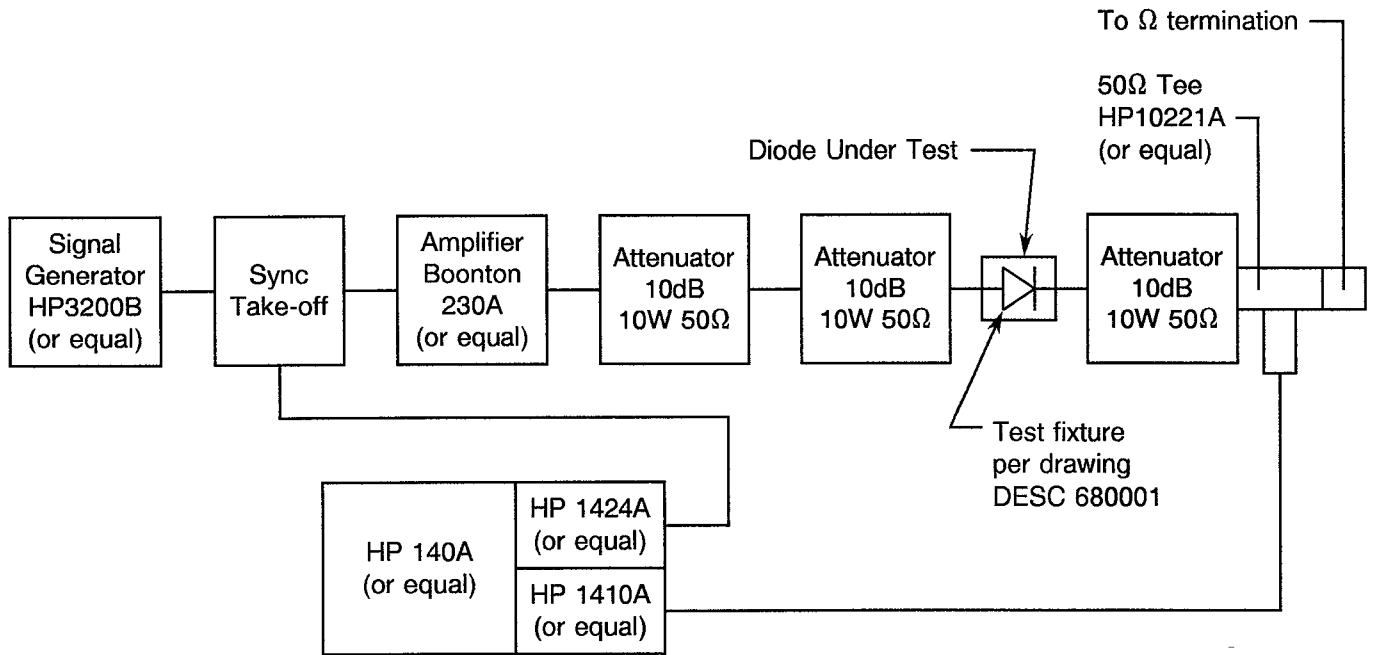 To Ω termination
50Ω Tee
HP10221A
(or equal)
Diode Under Test
Signal
Generator
HP3200B
(or equal)
Sync
Take-off
Amplifier
Boonton
230A
(or equal)
Attenuator
10dB
10W 50Ω
Attenuator
10dB
10W 50Ω
Attenuator
10dB
10W 50Ω
Test fixture
per drawing
DESC 680001
HP 140A
(or equal)
HP 1424A
(or equal)
HP 1410A
(or equal)